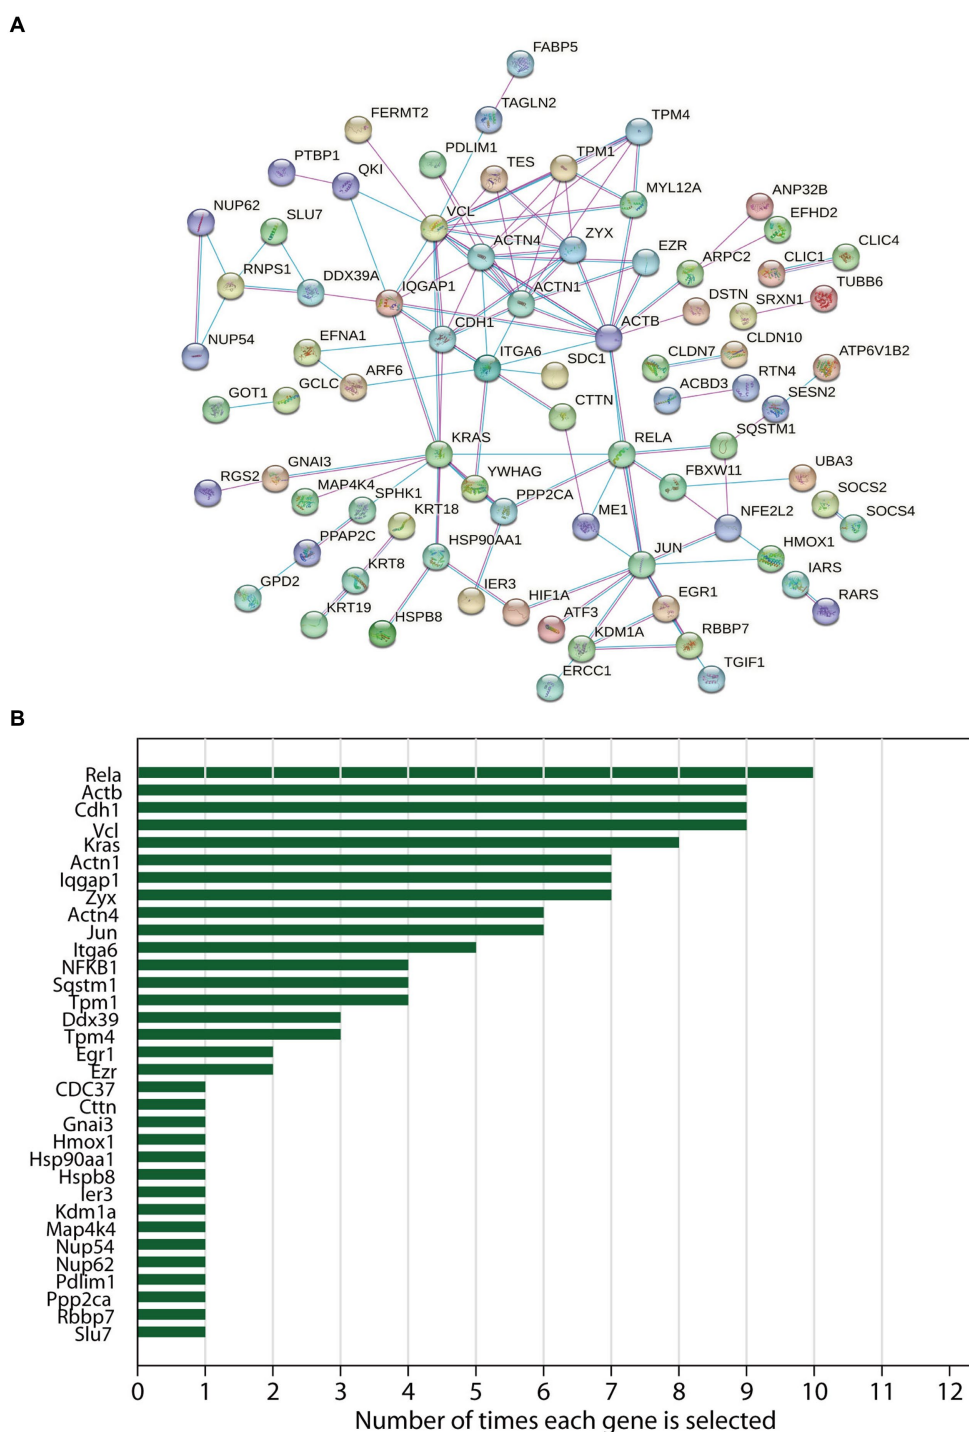 A
FABP5
TAGLN2
FERMT2
TPM4
PDLIM1
TES
TPM1
PTBP1
QKI
MYL12A
ANP32B
NUP62
SLU7
VCL
EFHD2
ACTN4
ZYX
EZR
ARPC2
CLIC1
CLIC4
RNPS1
DDX39A
IQGAP1
ACTN1
DSTN
SRXN1
TUBB6
NUP54
EFNA1
CDH1
ACTB
ITGA6
SDC1
CLDN7
CLDN10
ATP6V1B2
GOT1
GCLC
ARF6
ACBD3
RTN4
SESN2
CTTN
SQSTM1
KRAS
RELA
RGS2
GNAI3
MAP4K4
SPHK1
YWHAG
PPP2CA
FBXW11
UBA3
SOCS2
SOCS4
KRT18
ME1
NFE2L2
PPAP2C
HSP90AA1
JUN
HMOX1
GPD2
KRT8
IER3
HIF1A
EGR1
IARS
RARS
KRT19
HSPB8
ATF3
KDM1A
RBBP7
ERCC1
TGIF1
B
Rela
Actb
Cdh1
Vcl
Kras
Actn1
Iqgap1
Zyx
Actn4
Jun
Itga6
NFKB1
Sqstm1
Tpm1
Ddx39
Tpm4
Egr1
Ezr
CDC37
Cttn
Gnai3
Hmox1
Hsp90aa1
Hspb8
Ier3
Kdm1a
Map4k4
Nup54
Nup62
Pdlim1
Ppp2ca
Rbbp7
Slu7
0 1 2 3 4 5 6 7 8 9 10 11 12
Number of times each gene is selected